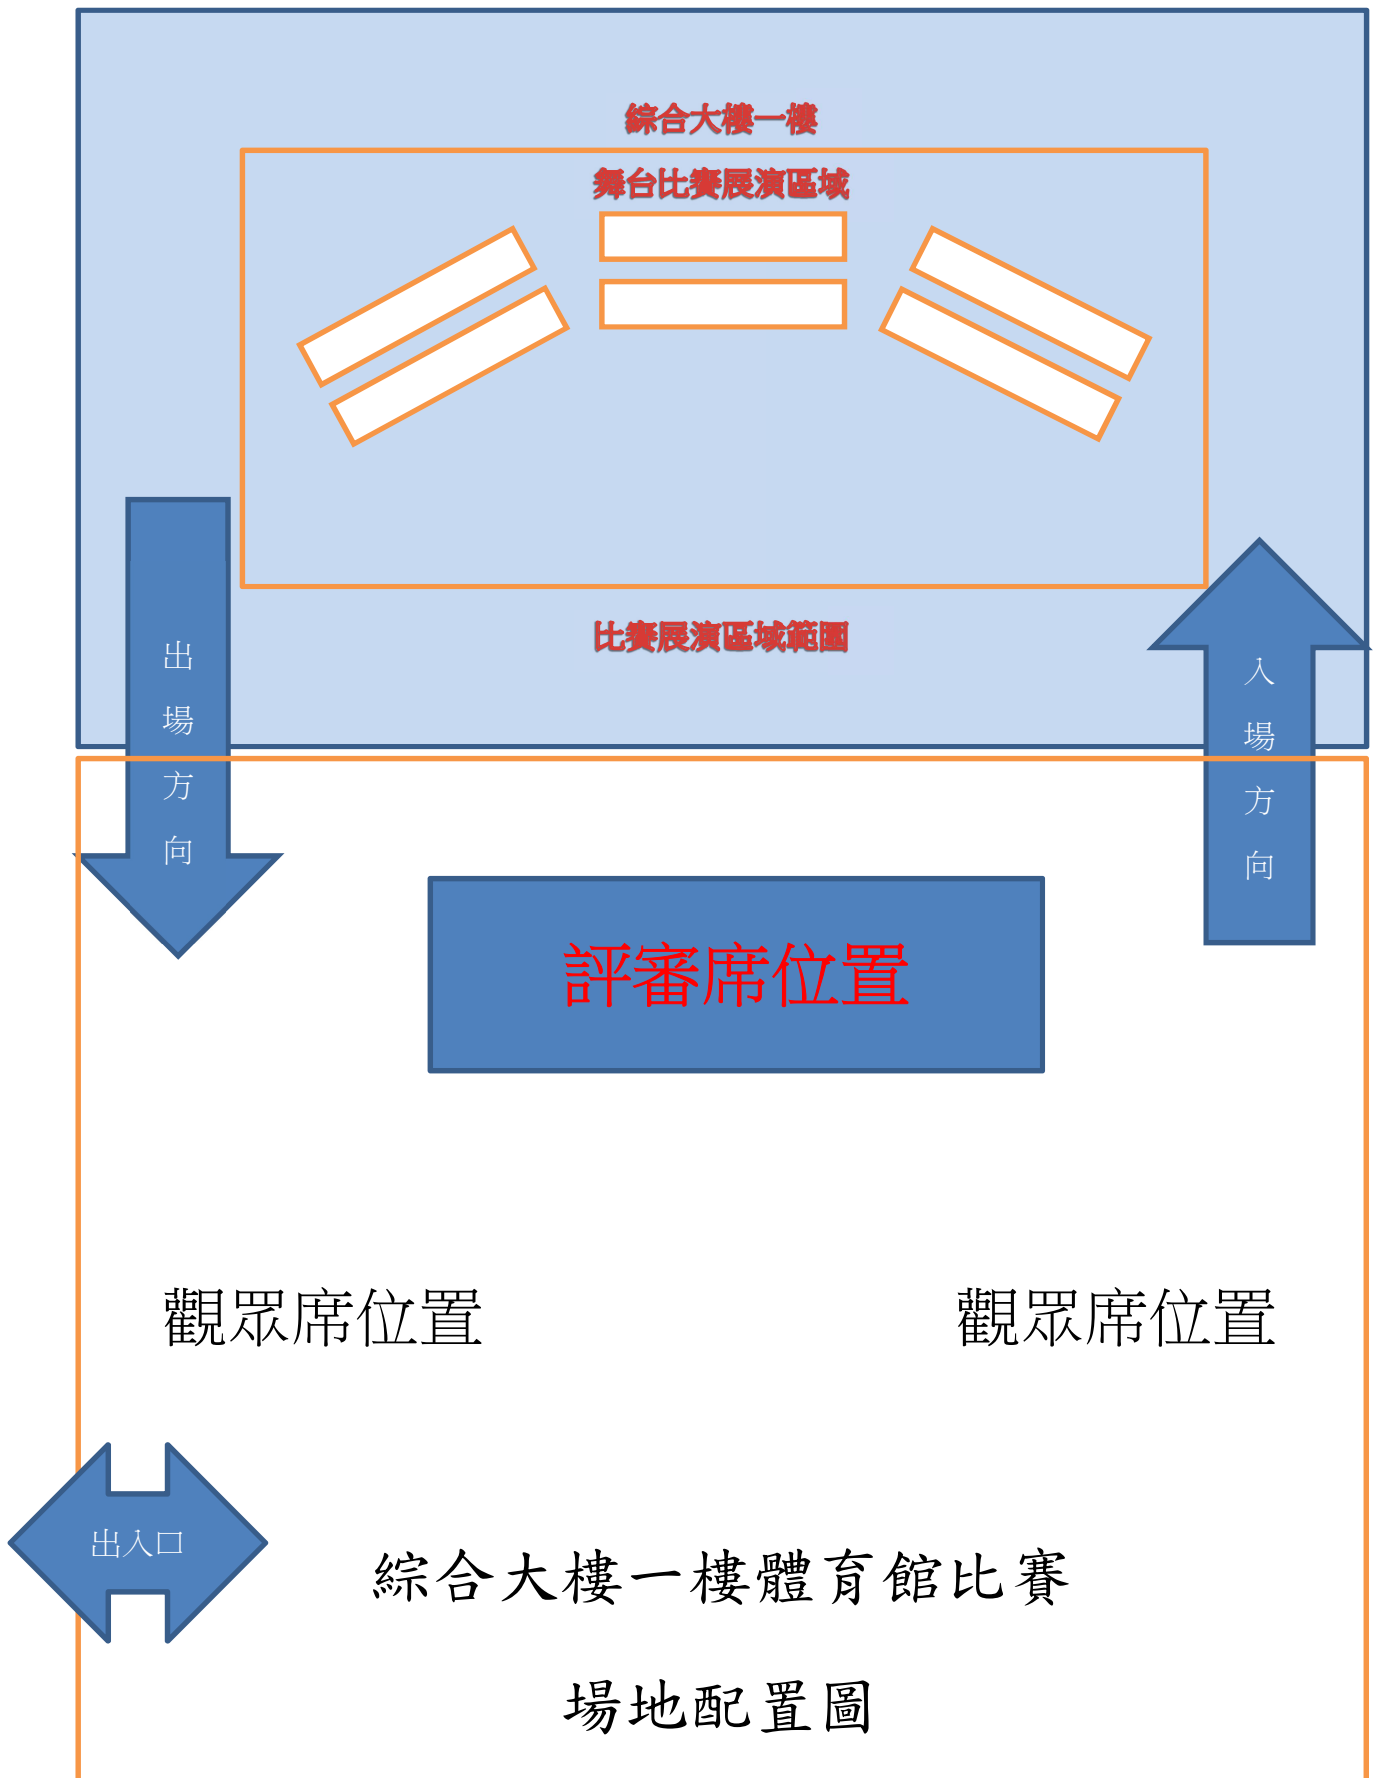 綜合大樓一樓
舞台比賽展演區域
比賽展演區域範圍
出場方向
入場方向
評審席位置
觀眾席位置
觀眾席位置
出入口
綜合大樓一樓體育館比賽
場地配置圖